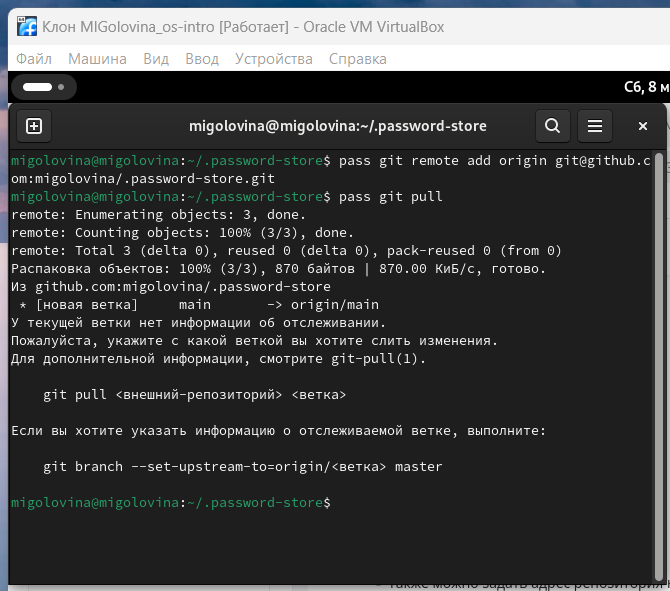 Клон MIGolovina_os-intro [Работает] - Oracle VM VirtualBox
Файл Машина Вид Ввод Устройства Справка
Сб, 8 м
migolovina@migolovina:~/.password-store
migolovina@migolovina:~/.password-store$ pass git remote add origin git@github.c
om:migolovina/.password-store.git
migolovina@migolovina:~/.password-store$ pass git pull
remote: Enumerating objects: 3, done.
remote: Counting objects: 100% (3/3), done.
remote: Total 3 (delta 0), reused 0 (delta 0), pack-reused 0 (from 0)
Распаковка объектов: 100% (3/3), 870 байтов | 870.00 КиБ/с, готово.
Из github.com:migolovina/.password-store
 * [новая ветка]     main       -> origin/main
У текущей ветки нет информации об отслеживании.
Пожалуйста, укажите с какой веткой вы хотите слить изменения.
Для дополнительной информации, смотрите git-pull(1).
    git pull <внешний-репозиторий> <ветка>
Если вы хотите указать информацию о отслеживаемой ветке, выполните:
    git branch --set-upstream-to=origin/<ветка> master
migolovina@migolovina:~/.password-store$
Также можно задать адрес репозитория